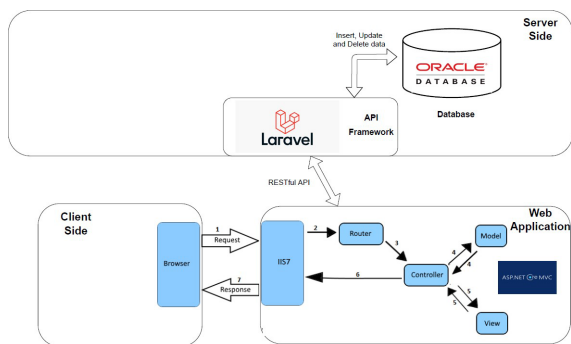 Server
Side
Insert, Update
and Delete data
ORACLE
DATABASE
Database
Laravel
API
Framework
RESTful API
Client
Side
Web
Application
Browser
1
Request
7
Response
IIS7
2
Router
3
Controller
4
4
Model
ASP.NET MVC
5
5
View
6